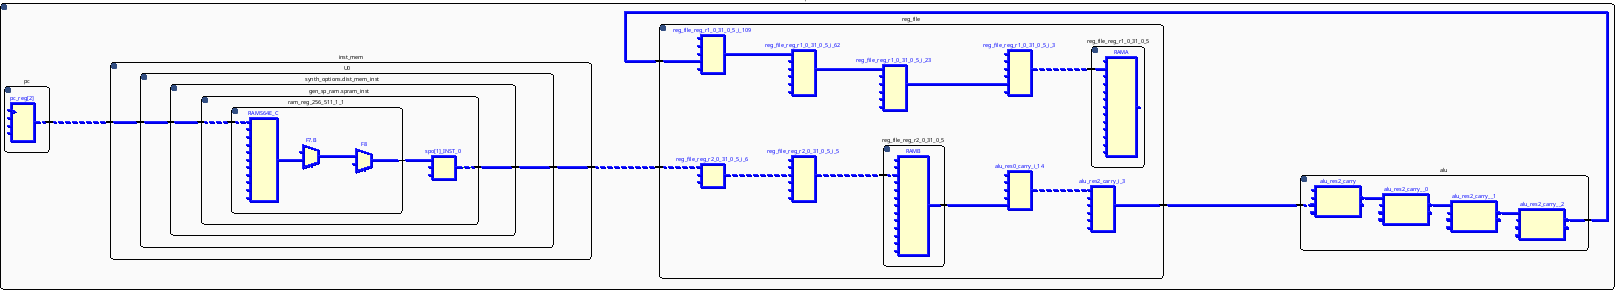 reg_file
reg_file_reg_r1_0_31_0_5_i_109
reg_file_reg_r1_0_31_0_5_i_62
reg_file_reg_r1_0_31_0_5_i_23
reg_file_reg_r1_0_31_0_5_i_3
reg_file_reg_r1_0_31_0_5
RAMA
inst_mem
U0
synth_options.dist_mem_inst
gen_sp_ram.spram_inst
ram_reg_256_511_1_1
RAMS64E_C
F7.B
F8
spo[1]_INST_0
pc
pc_reg[2]
reg_file_reg_r2_0_31_0_5_i_6
reg_file_reg_r2_0_31_0_5_i_5
reg_file_reg_r2_0_31_0_5
RAMB
alu_res0_carry_i_14
alu_res2_carry_i_3
alu
alu_res2_carry
alu_res2_carry__0
alu_res2_carry__1
alu_res2_carry__2